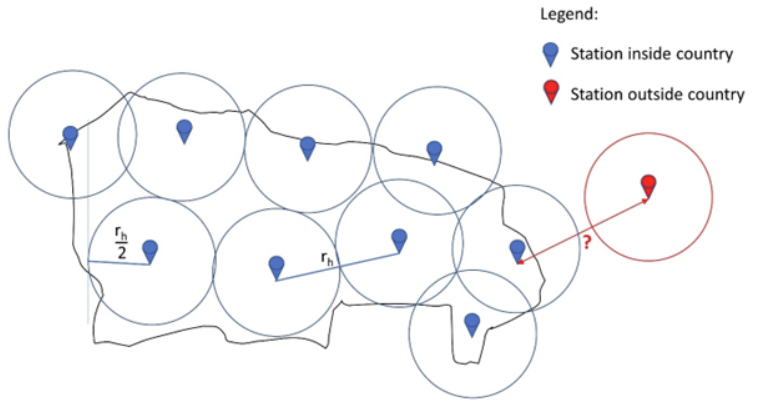 Legend:
Station inside country
Station outside country
?
r_h
r_h
2